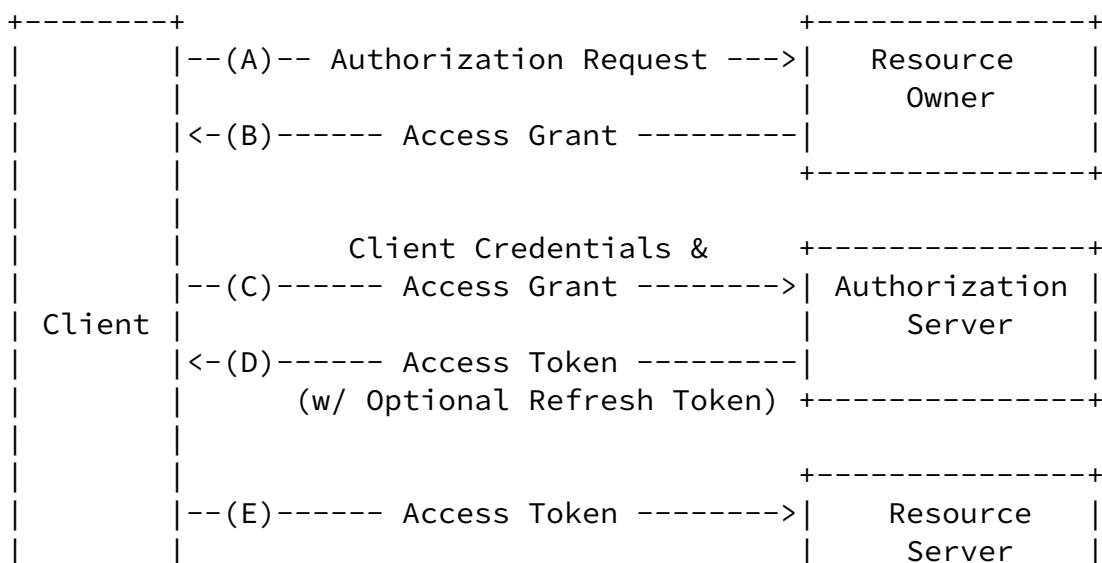 +--------+                                  +---------------+
|        |--(A)-- Authorization Request --->|   Resource    |
|        |                                  |     Owner     |
|        |<-(B)------ Access Grant ---------|               |
|        |                                  +---------------+
|        |
|        |         Client Credentials &     +---------------+
|        |--(C)------ Access Grant -------->| Authorization |
| Client |                                  |     Server    |
|        |<-(D)------ Access Token ---------|               |
|        |      (w/ Optional Refresh Token) +---------------+
|        |
|        |                                  +---------------+
|        |--(E)------ Access Token -------->|    Resource   |
|        |                                  |     Server    |